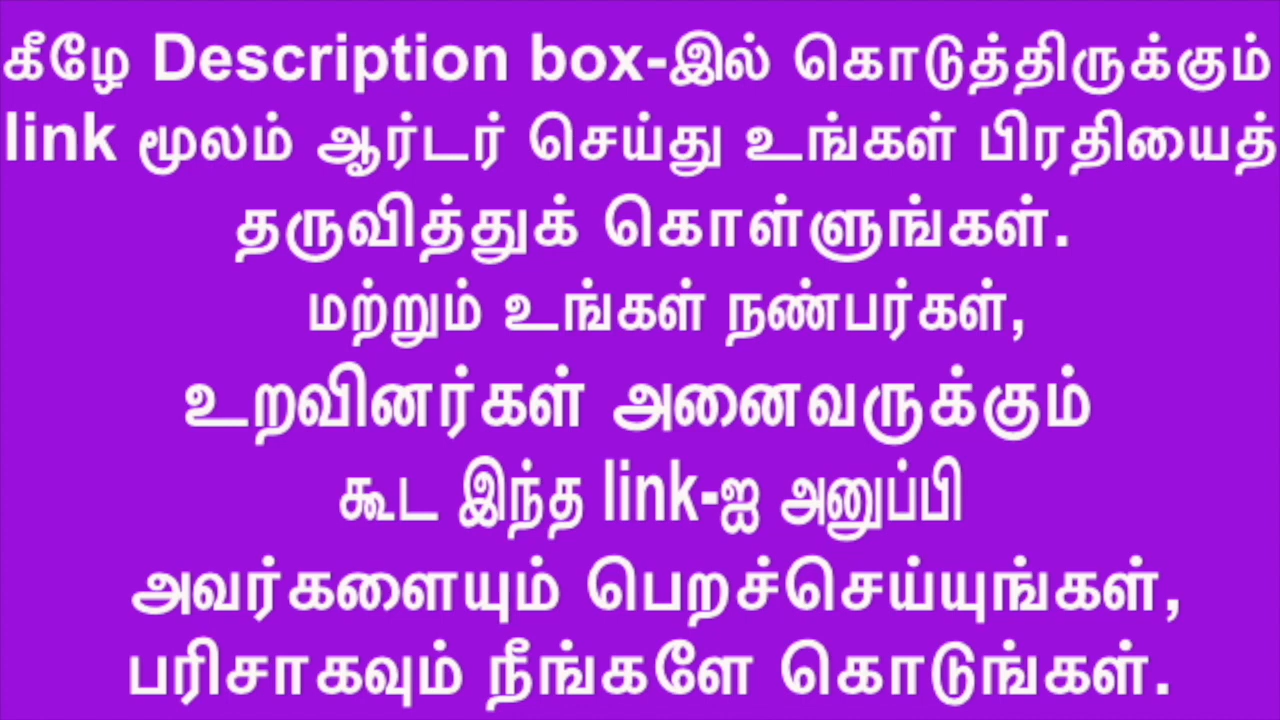 கீழே Description box-இல் கொடுத்திருக்கும்
link மூலம் ஆர்டர் செய்து உங்கள் பிரதியைத்
தருவித்துக் கொள்ளுங்கள்.
மற்றும் உங்கள் நண்பர்கள்,
உறவினர்கள் அனைவருக்கும்
கூட இந்த link-ஐ அனுப்பி
அவர்களையும் பெறச்செய்யுங்கள்,
பரிசாகவும் நீங்களே கொடுங்கள்.